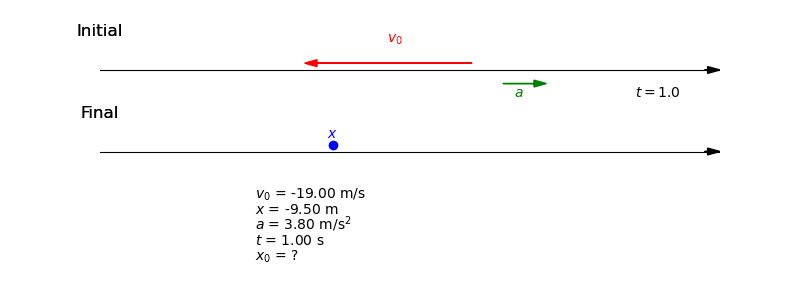 Initial
v₀
a
t = 1.0
Final
x
v₀ = -19.00 m/s
x = -9.50 m
a = 3.80 m/s²
t = 1.00 s
x₀ = ?